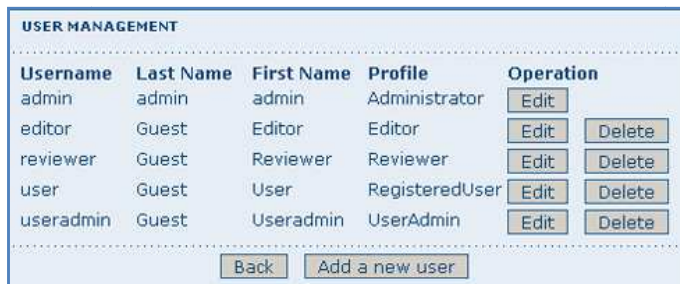 USER MANAGEMENT
Username Last Name First Name Profile Operation
admin admin admin Administrator Edit
editor Guest Editor Editor Edit Delete
reviewer Guest Reviewer Reviewer Edit Delete
user Guest User RegisteredUser Edit Delete
useradmin Guest Useradmin UserAdmin Edit Delete
Back Add a new user